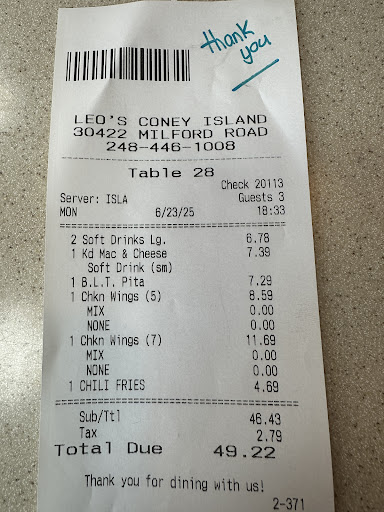 thank
you
LEO'S CONEY ISLAND
30422 MILFORD ROAD
248-446-1008
Table 28
Check 20113
Server: ISLA Guests 3
MON 6/23/25 18:33
2 Soft Drinks Lg. 6.78
1 Kd Mac & Cheese 7.39
Soft Drink (sm)
1 B.L.T. Pita 7.29
1 Chkn Wings (5) 8.59
MIX 0.00
NONE 0.00
1 Chkn Wings (7) 11.69
MIX 0.00
NONE 0.00
1 CHILI FRIES 4.69
Sub/Ttl 46.43
Tax 2.79
Total Due 49.22
Thank you for dining with us!
2-371